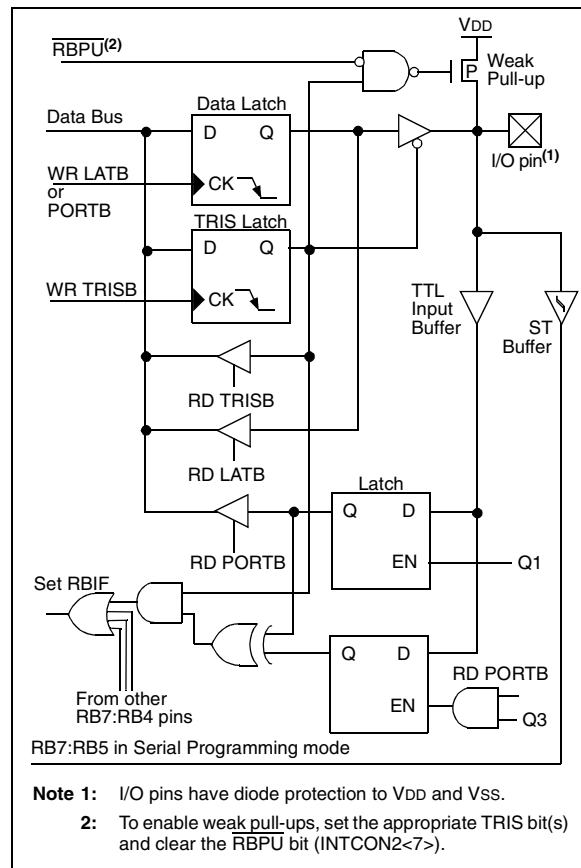 RBPU(2)
VDD
P
Weak
Pull-up
Data Bus
Data Latch
D Q
CK
I/O pin(1)
WR LATB
or
PORTB
TRIS Latch
D Q
CK
WR TRISB
TTL
Input
Buffer
ST
Buffer
RD TRISB
RD LATB
Latch
Q D
EN
Q1
RD PORTB
Set RBIF
Q D
EN
RD PORTB
Q3
From other
RB7:RB4 pins
RB7:RB5 in Serial Programming mode
Note 1: I/O pins have diode protection to VDD and VSS.
2: To enable weak pull-ups, set the appropriate TRIS bit(s)
and clear the RBPU bit (INTCON2<7>).